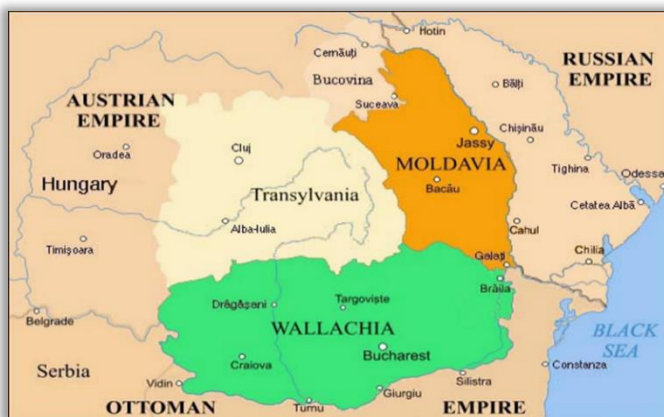 Hotin
Cernăuți
RUSSIAN
EMPIRE
Bucovina
Bălți
AUSTRIAN
EMPIRE
Suceava
Cluj
Jassy
Chișinău
Oradea
MOLDAVIA
Tighina
Odessa
Hungary
Transylvania
Bacău
Cetatea Albă
Alba-Iulia
Cahul
Timișoara
Galați
Chilia
Brăila
Drăgășeni
Targoviște
Belgrade
WALLACHIA
BLACK
SEA
Bucharest
Serbia
Craiova
Constanza
Vidin
Giurgiu
Silistra
OTTOMAN
Turnu
EMPIRE